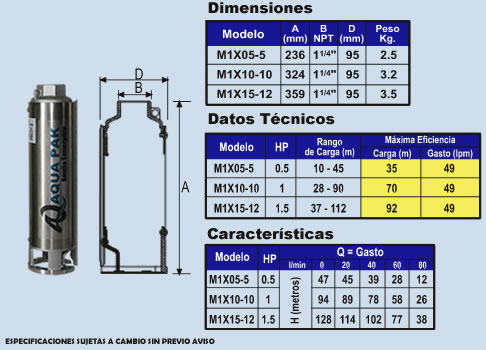 Dimensiones
Modelo A (mm) B NPT D (mm) Peso Kg.
M1X05-5 236 1 1/4" 95 2.5
M1X10-10 324 1 1/4" 95 3.2
M1X15-12 359 1 1/4" 95 3.5
D
B
A
AQUA PAK
Datos Técnicos
Modelo HP Rango de Carga (m) Máxima Eficiencia
Carga (m) Gasto (lpm)
M1X05-5 0.5 10 - 45 35 49
M1X10-10 1 28 - 90 70 49
M1X15-12 1.5 37 - 112 92 49
Características
Modelo HP Q = Gasto
l/min 0 20 40 60 80
H (metros)
M1X05-5 0.5 47 45 39 28 12
M1X10-10 1 94 89 78 58 26
M1X15-12 1.5 128 114 102 77 38
ESPECIFICACIONES SUJETAS A CAMBIO SIN PREVIO AVISO